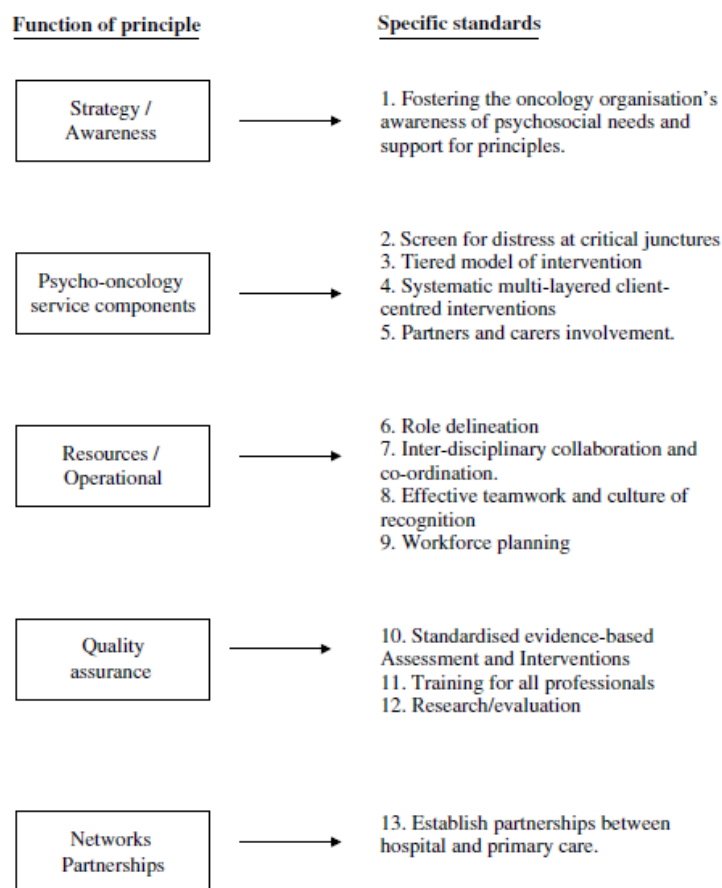 Function of principle
Specific standards
Strategy /
Awareness
1. Fostering the oncology organisation’s
awareness of psychosocial needs and
support for principles.
Psycho-oncology
service components
2. Screen for distress at critical junctures
3. Tiered model of intervention
4. Systematic multi-layered client-
centred interventions
5. Partners and carers involvement.
Resources /
Operational
6. Role delineation
7. Inter-disciplinary collaboration and
co-ordination.
8. Effective teamwork and culture of
recognition
9. Workforce planning
Quality
assurance
10. Standardised evidence-based
Assessment and Interventions
11. Training for all professionals
12. Research/evaluation
Networks
Partnerships
13. Establish partnerships between
hospital and primary care.